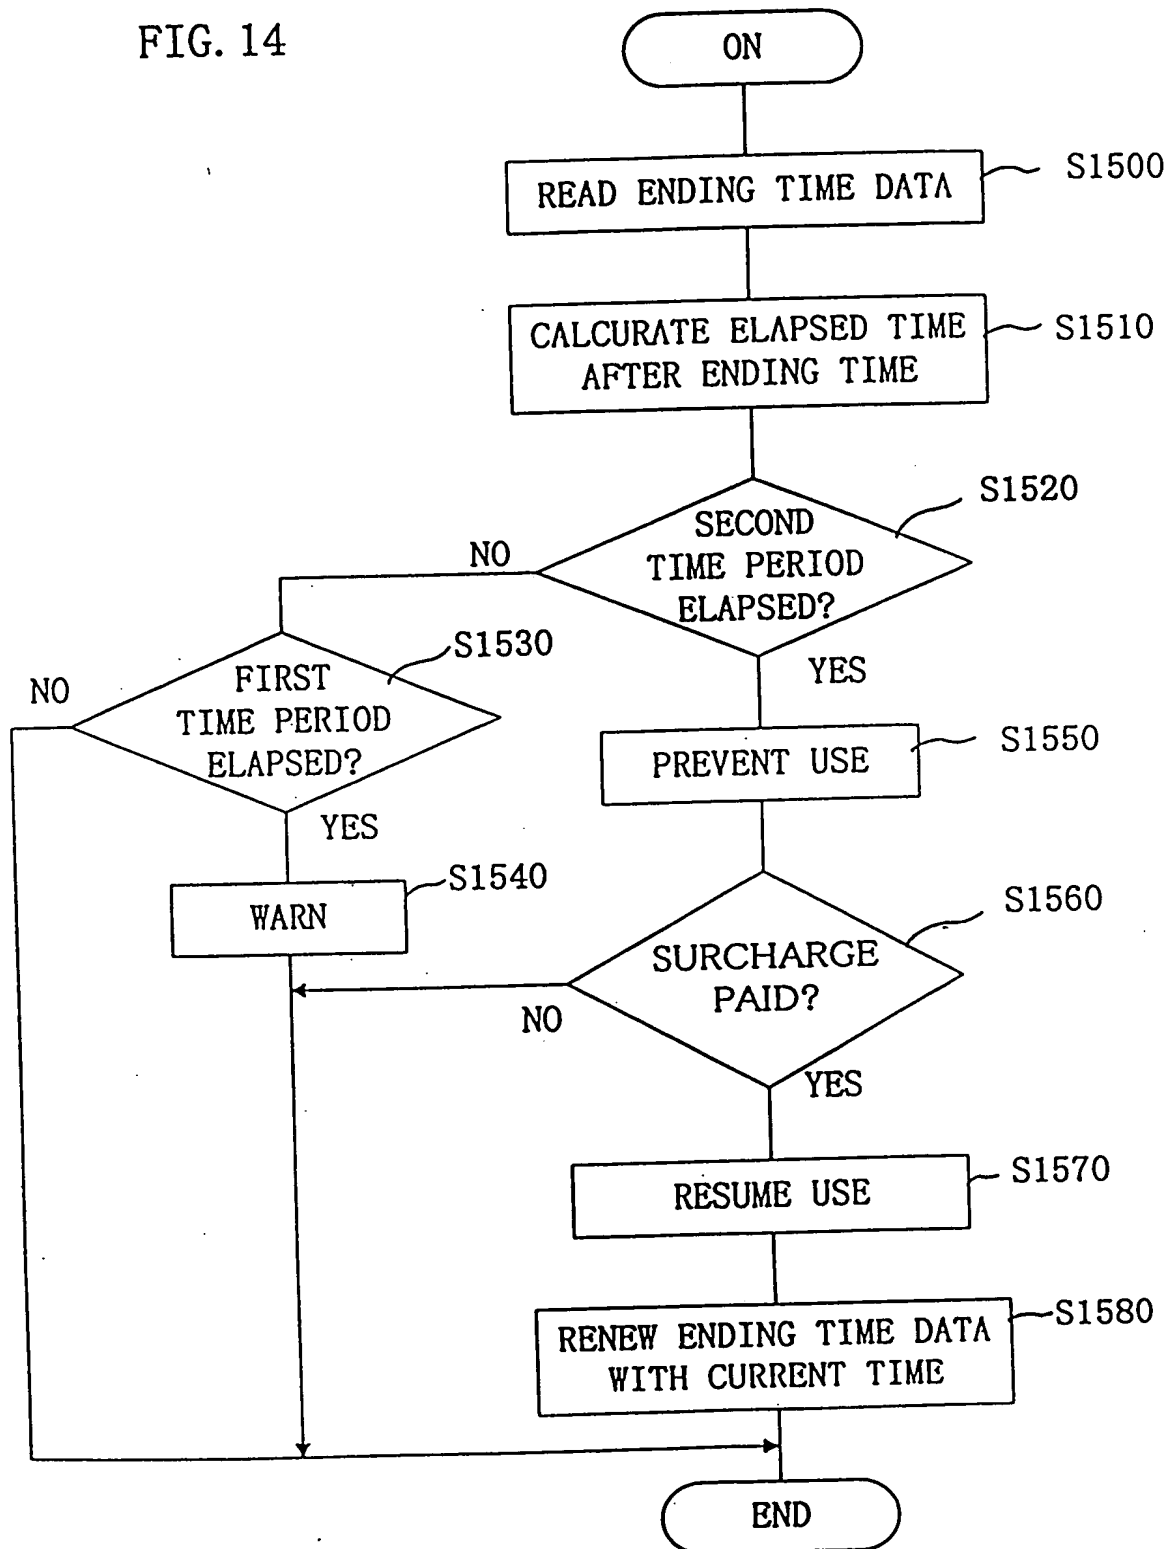 FIG. 14
ON
READ ENDING TIME DATA
S1500
CALCURATE ELAPSED TIME
AFTER ENDING TIME
S1510
SECOND
TIME PERIOD
ELAPSED?
S1520
NO
YES
FIRST
TIME PERIOD
ELAPSED?
S1530
NO
YES
PREVENT USE
S1550
WARN
S1540
SURCHARGE
PAID?
S1560
NO
YES
RESUME USE
S1570
RENEW ENDING TIME DATA
WITH CURRENT TIME
S1580
END